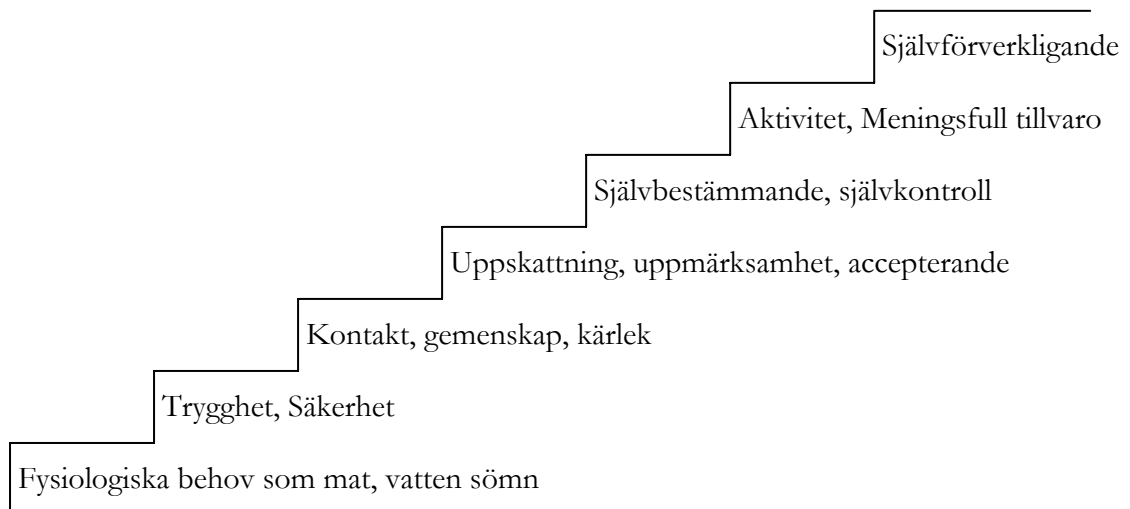 Självförverkligande
Aktivitet, Meningsfull tillvaro
Självbestämmande, självkontroll
Uppskattning, uppmärksamhet, accepterande
Kontakt, gemenskap, kärlek
Trygghet, Säkerhet
Fysiologiska behov som mat, vatten sömn